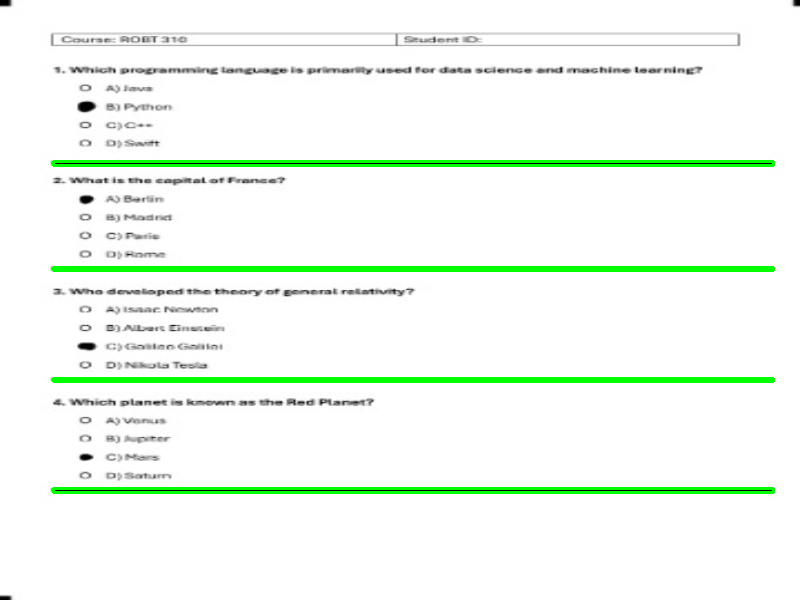 Course: ROBT 310 Student ID:
1. Which programming language is primarily used for data science and machine learning?
A) Java
B) Python
C) C++
D) Swift
2. What is the capital of France?
A) Berlin
B) Madrid
C) Paris
D) Rome
3. Who developed the theory of general relativity?
A) Isaac Newton
B) Albert Einstein
C) Galileo Galilei
D) Nikola Tesla
4. Which planet is known as the Red Planet?
A) Venus
B) Jupiter
C) Mars
D) Saturn